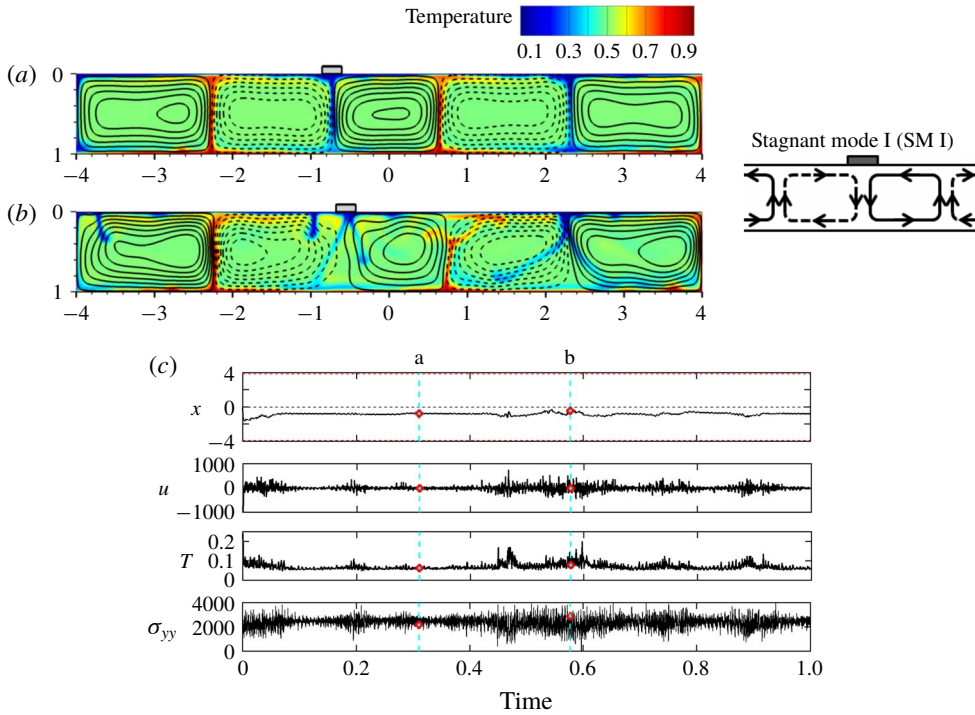 Temperature
0.1 0.3 0.5 0.7 0.9
(a)
0
1
−4 −3 −2 −1 0 1 2 3 4
Stagnant mode I (SM I)
(b)
0
1
−4 −3 −2 −1 0 1 2 3 4
(c)
a b
x
4
0
−4
u
1000
0
−1000
T
0.2
0.1
0
σyy
4000
2000
0
0 0.2 0.4 0.6 0.8 1.0
Time